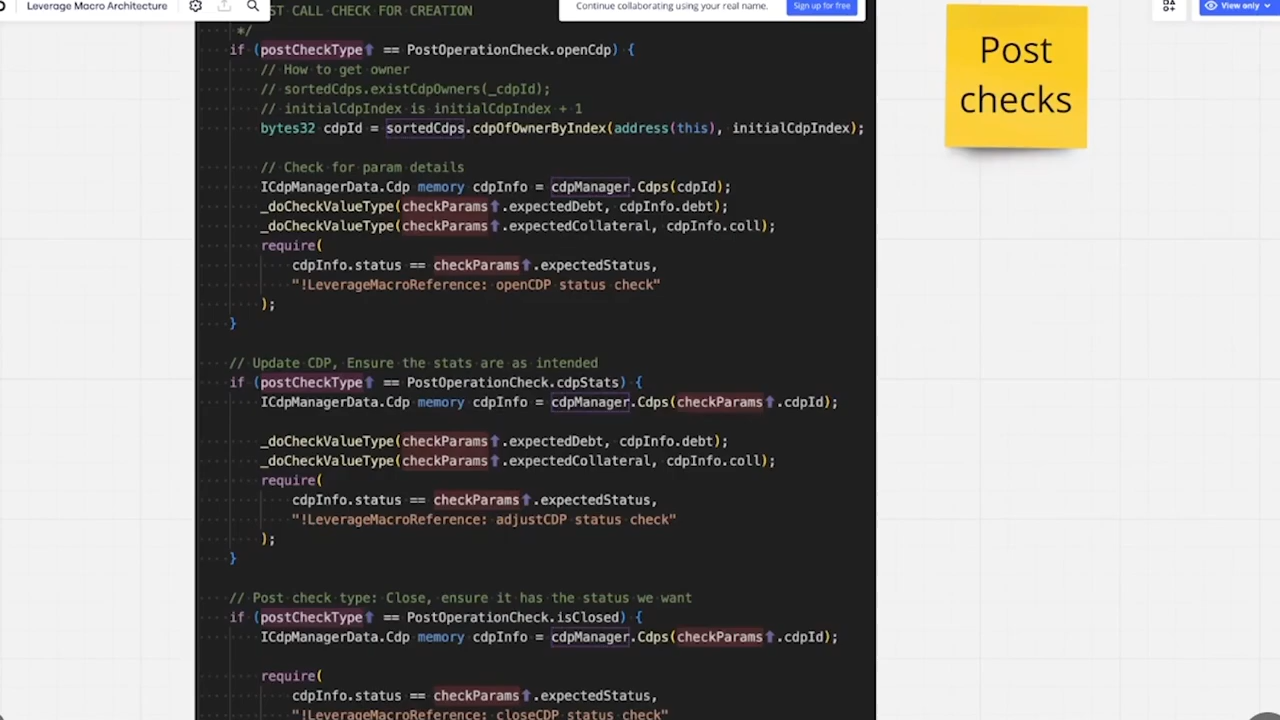 Leverage Macro Architecture
Continue collaborating using your real name.
Sign up for free
View only
CALL CHECK FOR CREATION
*/
if (postCheckType == PostOperationCheck.openCdp) {
// How to get owner
// sortedCdps.existCdpOwners(_cdpId);
// initialCdpIndex is initialCdpIndex + 1
bytes32 cdpId = sortedCdps.cdpOfOwnerByIndex(address(this), initialCdpIndex);
// Check for param details
ICdpManagerData.Cdp memory cdpInfo = cdpManager.Cdps(cdpId);
_doCheckValueType(checkParams.expectedDebt, cdpInfo.debt);
_doCheckValueType(checkParams.expectedCollateral, cdpInfo.coll);
require(
cdpInfo.status == checkParams.expectedStatus,
"!LeverageMacroReference: openCDP status check"
);
}
// Update CDP, Ensure the stats are as intended
if (postCheckType == PostOperationCheck.cdpStats) {
ICdpManagerData.Cdp memory cdpInfo = cdpManager.Cdps(checkParams.cdpId);
_doCheckValueType(checkParams.expectedDebt, cdpInfo.debt);
_doCheckValueType(checkParams.expectedCollateral, cdpInfo.coll);
require(
cdpInfo.status == checkParams.expectedStatus,
"!LeverageMacroReference: adjustCDP status check"
);
}
// Post check type: Close, ensure it has the status we want
if (postCheckType == PostOperationCheck.isClosed) {
ICdpManagerData.Cdp memory cdpInfo = cdpManager.Cdps(checkParams.cdpId);
require(
cdpInfo.status == checkParams.expectedStatus,
"!LeverageMacroReference: closeCDP status check"
Post
checks